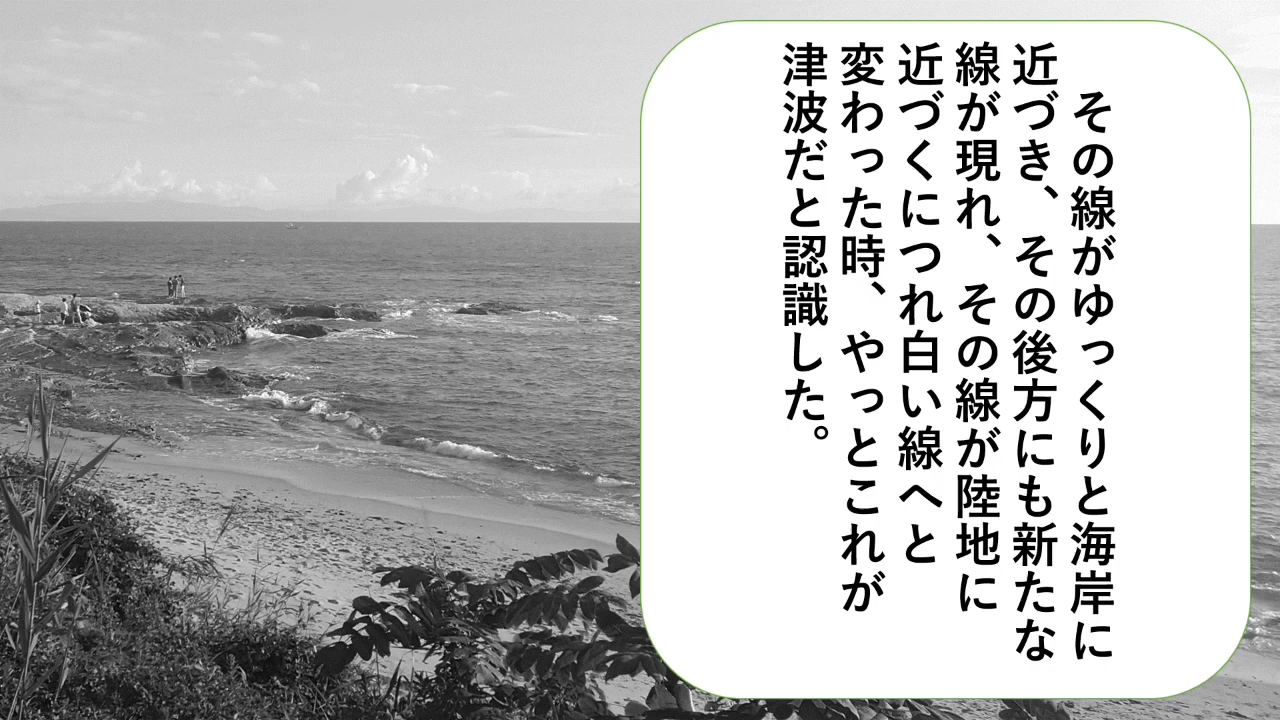 その線がゆっくりと海岸に
近づき、その後方にも新たな
線が現れ、その線が陸地に
近づくにつれ白い線へと
変わった時、やっとこれが
津波だと認識した。